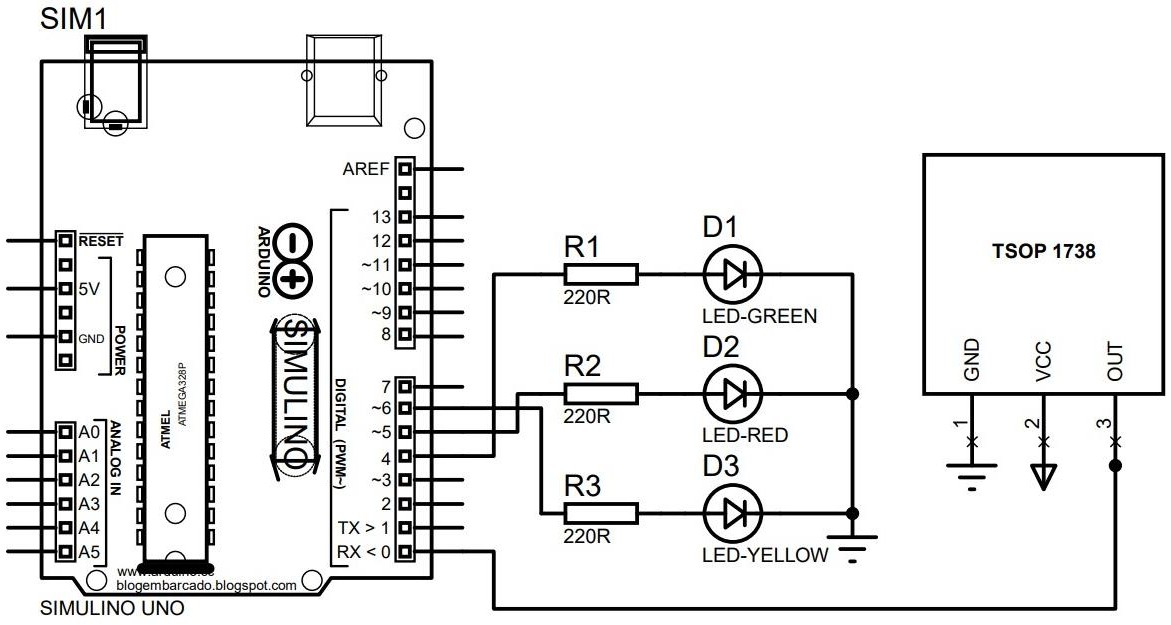 SIM1
AREF
13
12
~11
~10
~9
8
RESET
5V
GND
POWER
ARDUINO
SIMULINO
ATMEL
ATMEGA328P
DIGITAL (PWM~)
7
~6
~5
4
~3
2
TX > 1
RX < 0
A0
A1
A2
A3
A4
A5
ANALOG IN
blogembarcado.blogspot.com
SIMULINO UNO
R1
220R
D1
LED-GREEN
R2
220R
D2
LED-RED
R3
220R
D3
LED-YELLOW
TSOP 1738
GND
VCC
OUT
1
2
3